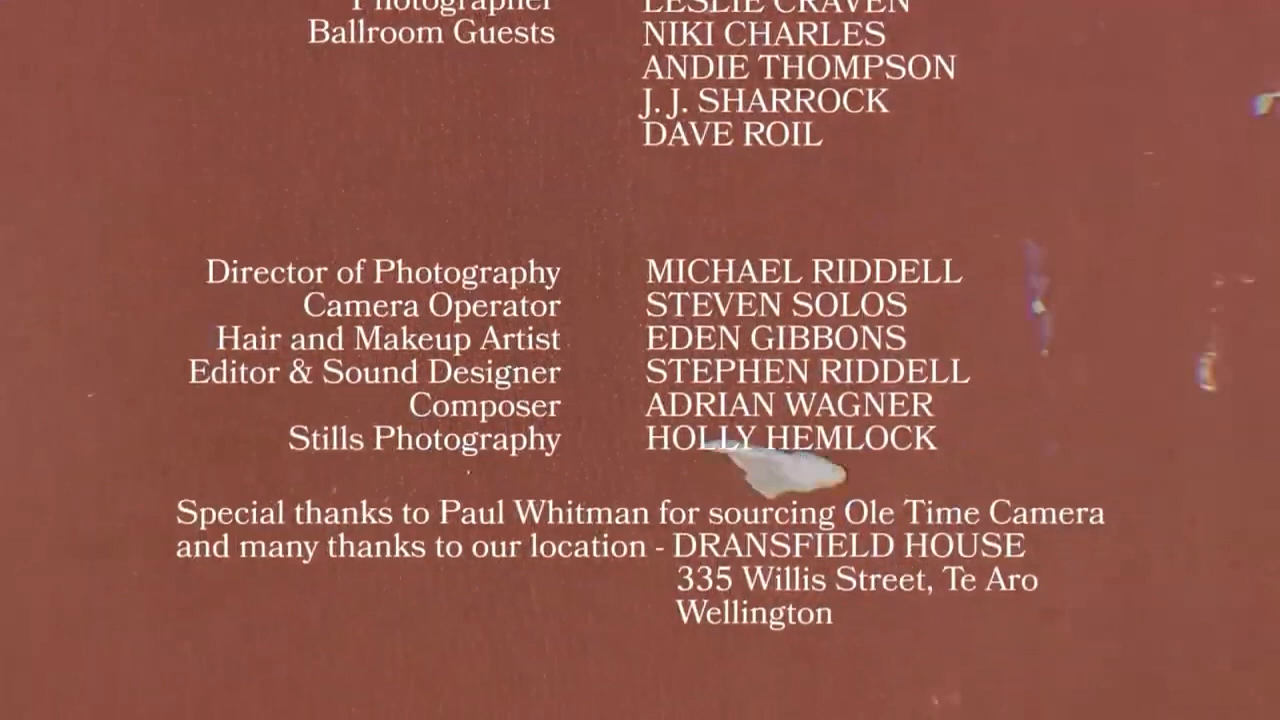 Photographer LESLIE CRAVEN
Ballroom Guests NIKI CHARLES
ANDIE THOMPSON
J. J. SHARROCK
DAVE ROIL
Director of Photography MICHAEL RIDDELL
Camera Operator STEVEN SOLOS
Hair and Makeup Artist EDEN GIBBONS
Editor & Sound Designer STEPHEN RIDDELL
Composer ADRIAN WAGNER
Stills Photography HOLLY HEMLOCK
Special thanks to Paul Whitman for sourcing Ole Time Camera
and many thanks to our location - DRANSFIELD HOUSE
335 Willis Street, Te Aro
Wellington